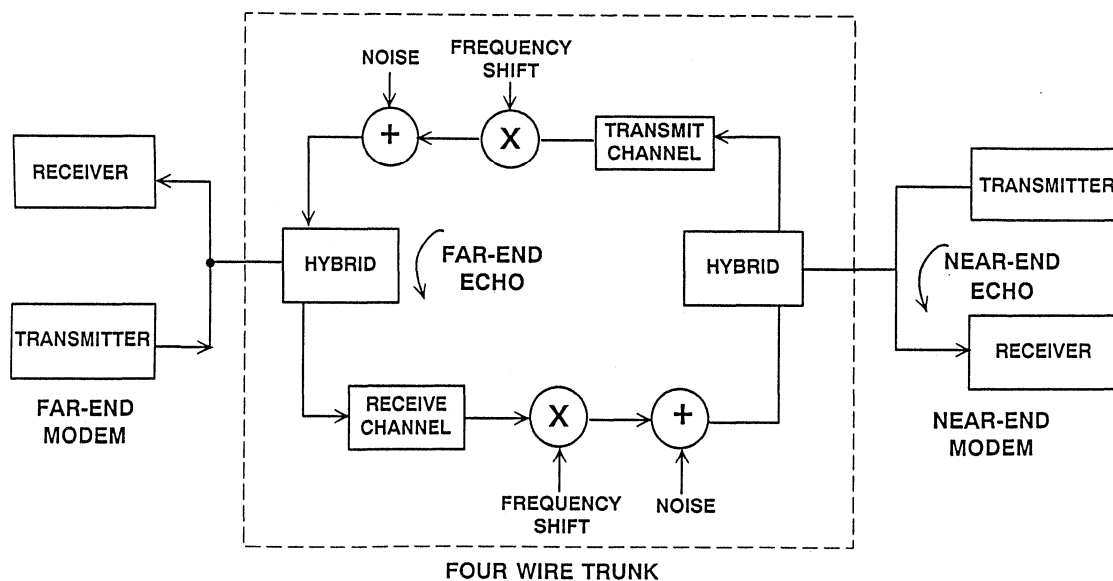 FREQUENCY
SHIFT
NOISE
+
X
TRANSMIT
CHANNEL
RECEIVER
TRANSMITTER
HYBRID
FAR-END
ECHO
HYBRID
NEAR-END
ECHO
TRANSMITTER
RECEIVER
FAR-END
MODEM
RECEIVE
CHANNEL
X
+
NEAR-END
MODEM
FREQUENCY
SHIFT
NOISE
FOUR WIRE TRUNK